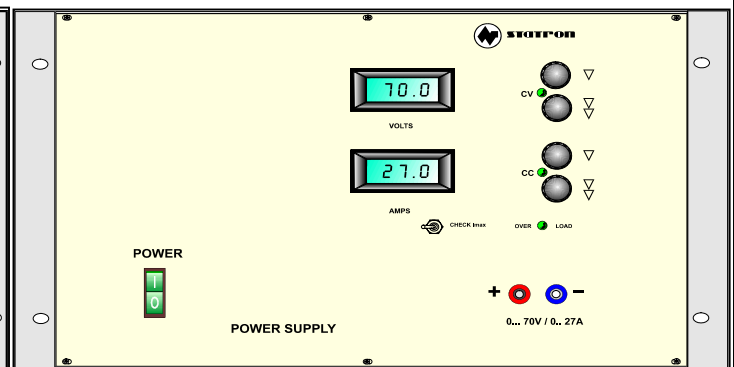 STATRON
70.0
CV
VOLTS
27.0
CC
AMPS
CHECK Imax
OVER LOAD
POWER
I
0
+ −
0... 70V / 0.. 27A
POWER SUPPLY